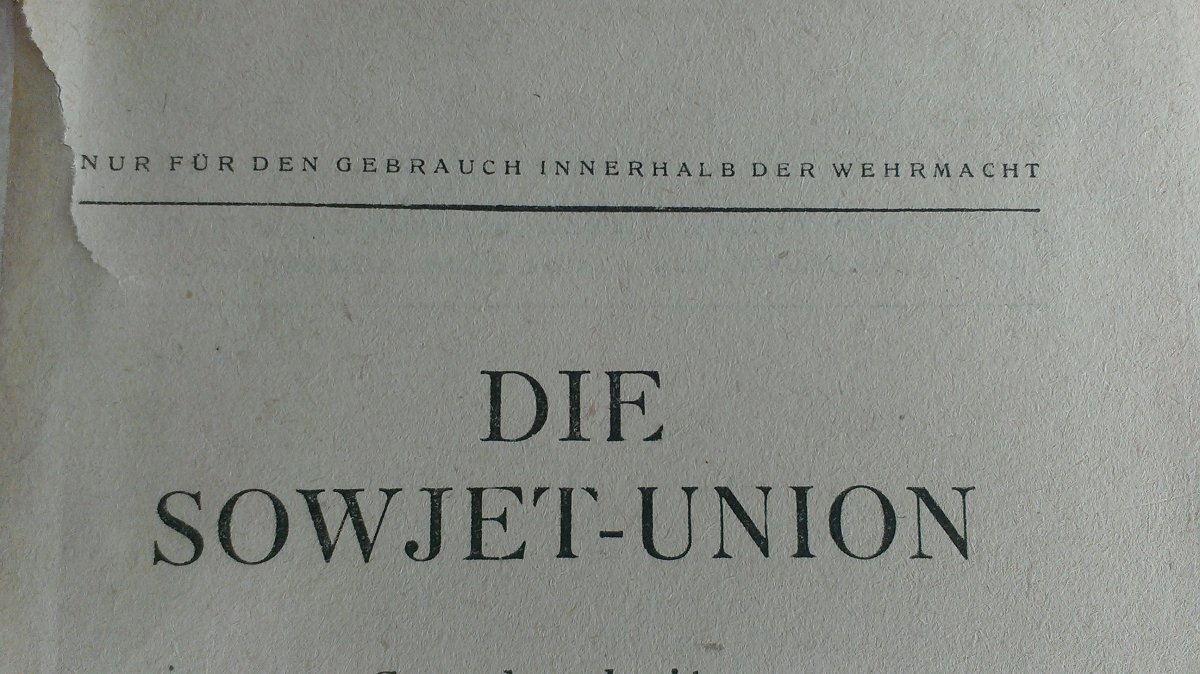 NUR FÜR DEN GEBRAUCH INNERHALB DER WEHRMACHT
DIE
SOWJET-UNION